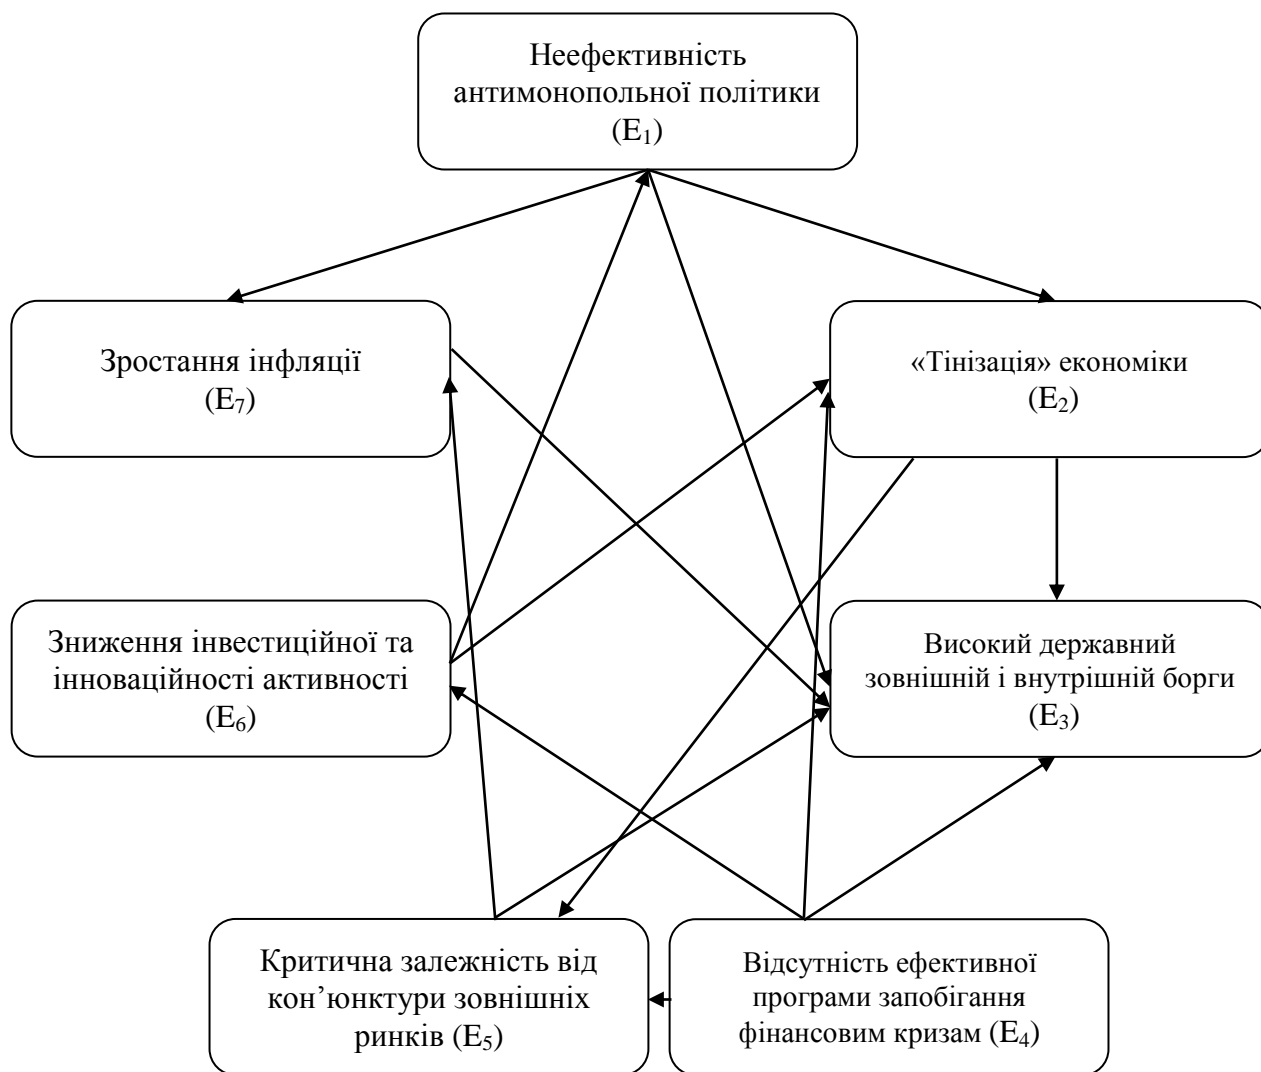 Неефективність
антимонопольної політики
(E₁)
Зростання інфляції
(E₇)
«Тінізація» економіки
(E₂)
Зниження інвестиційної та
інноваційності активності
(E₆)
Високий державний
зовнішній і внутрішній борги
(E₃)
Критична залежність від
кон’юнктури зовнішніх
ринків (E₅)
Відсутність ефективної
програми запобігання
фінансовим кризам (E₄)